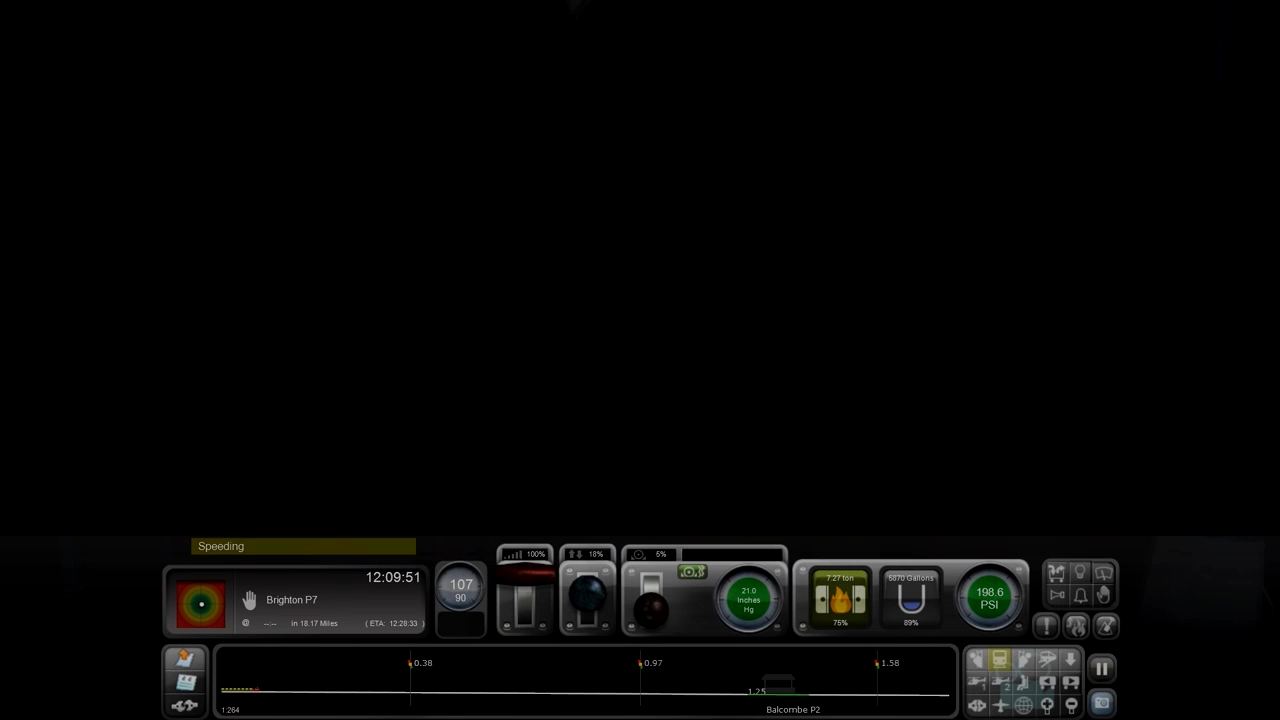 Speeding
12:09:51
Brighton P7
@ --:-- in 18.17 Miles ( ETA: 12:28:33 )
107
90
100%
18%
5%
21.0
Inches
Hg
7.27 ton
75%
5870 Gallons
89%
198.6
PSI
0.38
0.97
1.58
1.25
1:264
Balcombe P2
1
2